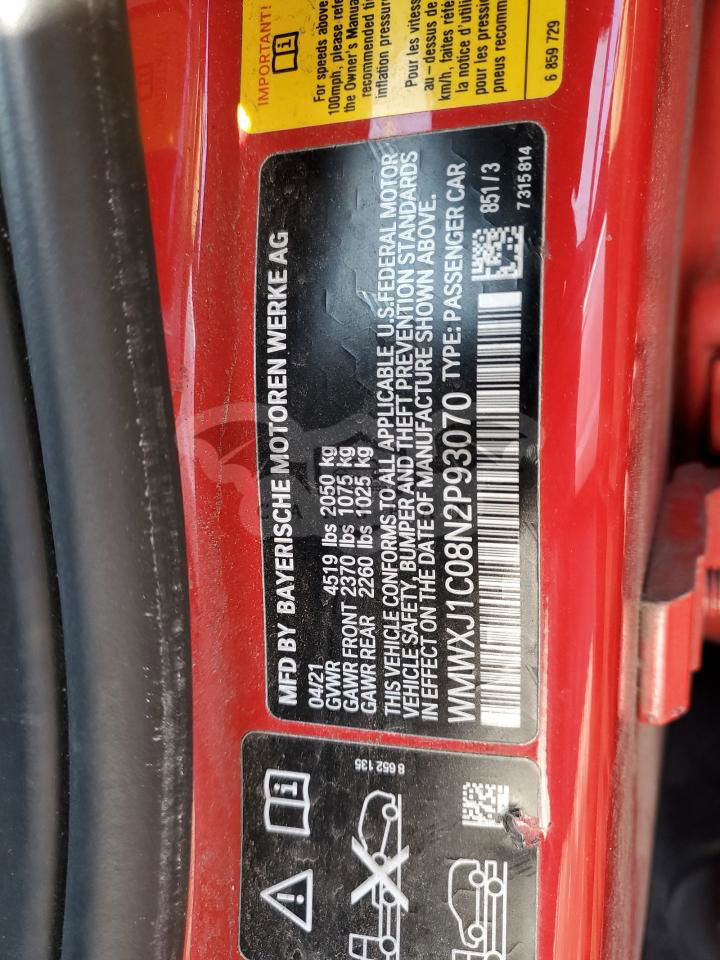 IMPORTANT!
For speeds above
100mph, please refe
the Owner's Manua
recommended ti
inflation pressur
Pour les vitess
au - dessus de
km/h, faites réfé
la notice d'utili
pour les pression
pneus recomm
6 859 729
MFD BY BAYERISCHE MOTOREN WERKE AG
04/21
GVWR 4519 lbs 2050 kg
GAWR FRONT 2370 lbs 1075 kg
GAWR REAR 2260 lbs 1025 kg
THIS VEHICLE CONFORMS TO ALL APPLICABLE U.S.FEDERAL MOTOR
VEHICLE SAFETY, BUMPER AND THEFT PREVENTION STANDARDS
IN EFFECT ON THE DATE OF MANUFACTURE SHOWN ABOVE.
WMWXJ1C08N2P93070 TYPE: PASSENGER CAR
851 / 3
7 315 814
8 652 135